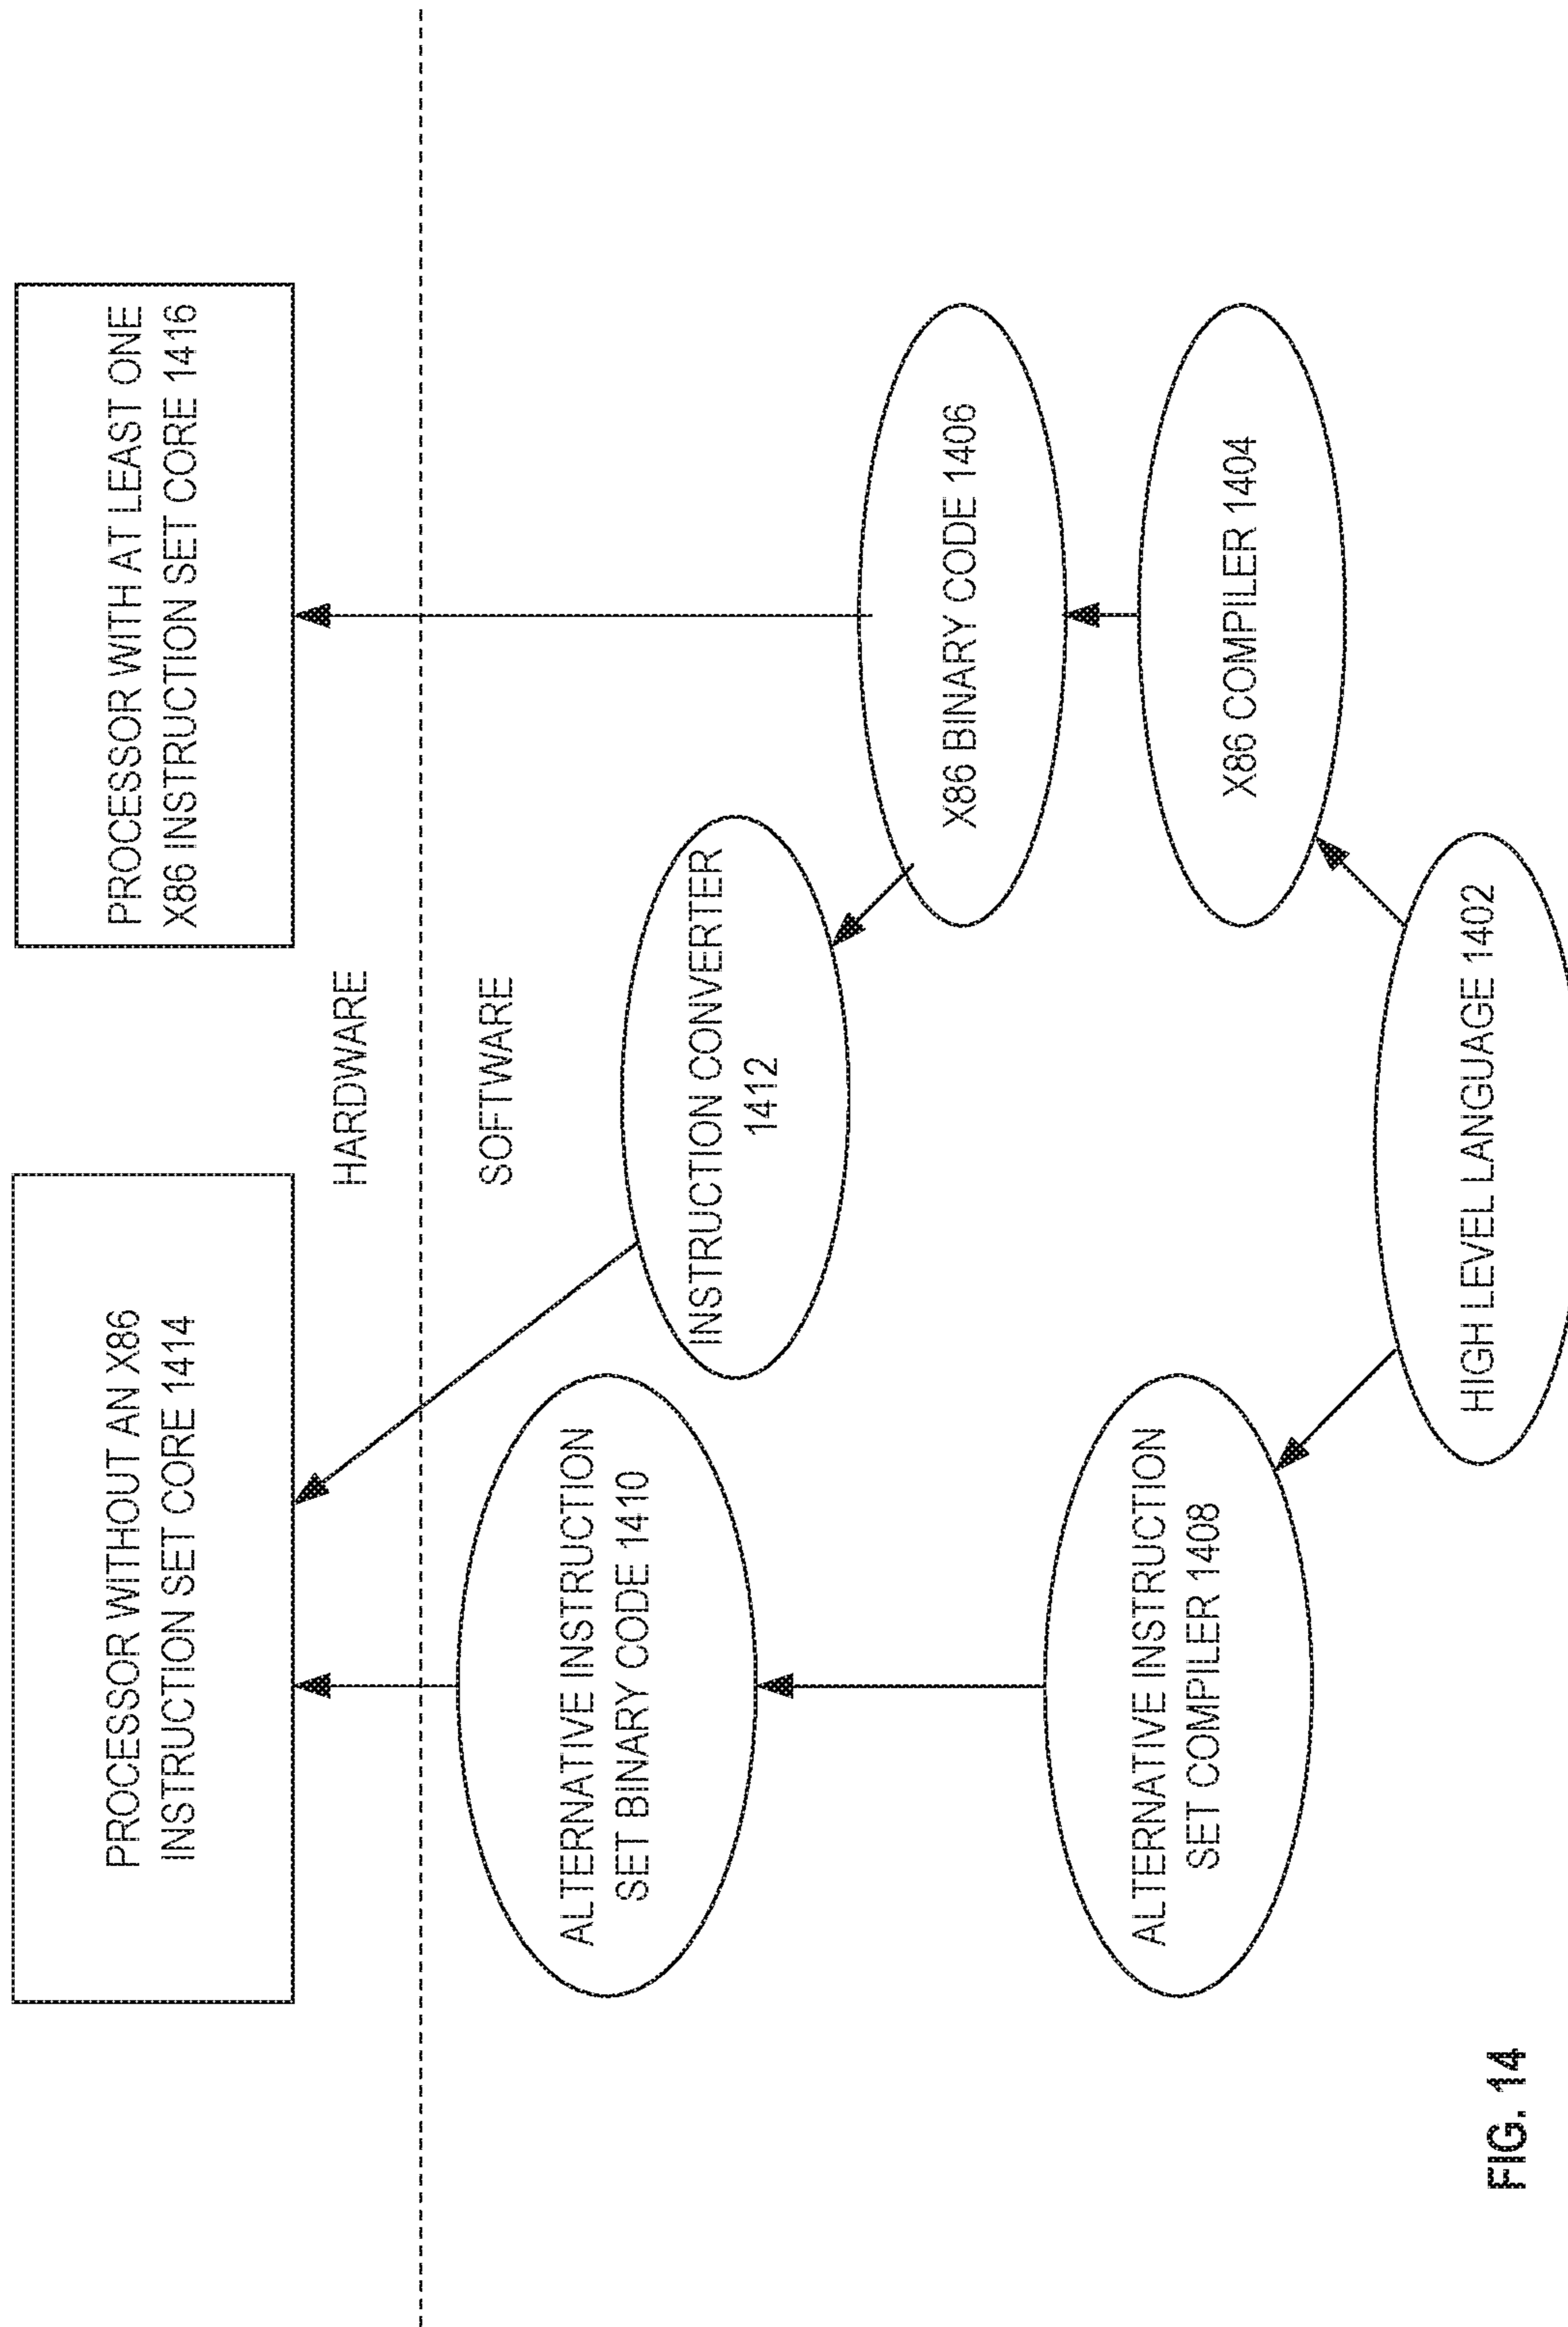 PROCESSOR WITHOUT AN X86
INSTRUCTION SET CORE 1414
PROCESSOR WITH AT LEAST ONE
X86 INSTRUCTION SET CORE 1416
HARDWARE
SOFTWARE
ALTERNATIVE INSTRUCTION
SET BINARY CODE 1410
INSTRUCTION CONVERTER
1412
X86 BINARY CODE 1406
ALTERNATIVE INSTRUCTION
SET COMPILER 1408
X86 COMPILER 1404
HIGH LEVEL LANGUAGE 1402
FIG. 14